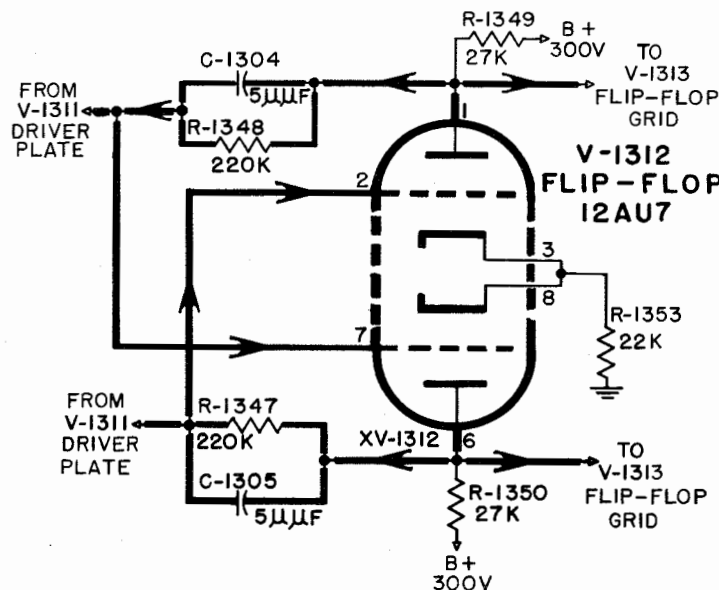 R-1349
27K
B+
300V
C-1304
5μμF
TO
V-1313
FLIP-FLOP
GRID
FROM
V-1311
DRIVER
PLATE
R-1348
220K
1
V-1312
FLIP-FLOP
12AU7
2
3
8
7
R-1353
22K
FROM
V-1311
DRIVER
PLATE
R-1347
220K
C-1305
5μμF
XV-1312
6
R-1350
27K
B+
300V
TO
V-1313
FLIP-FLOP
GRID